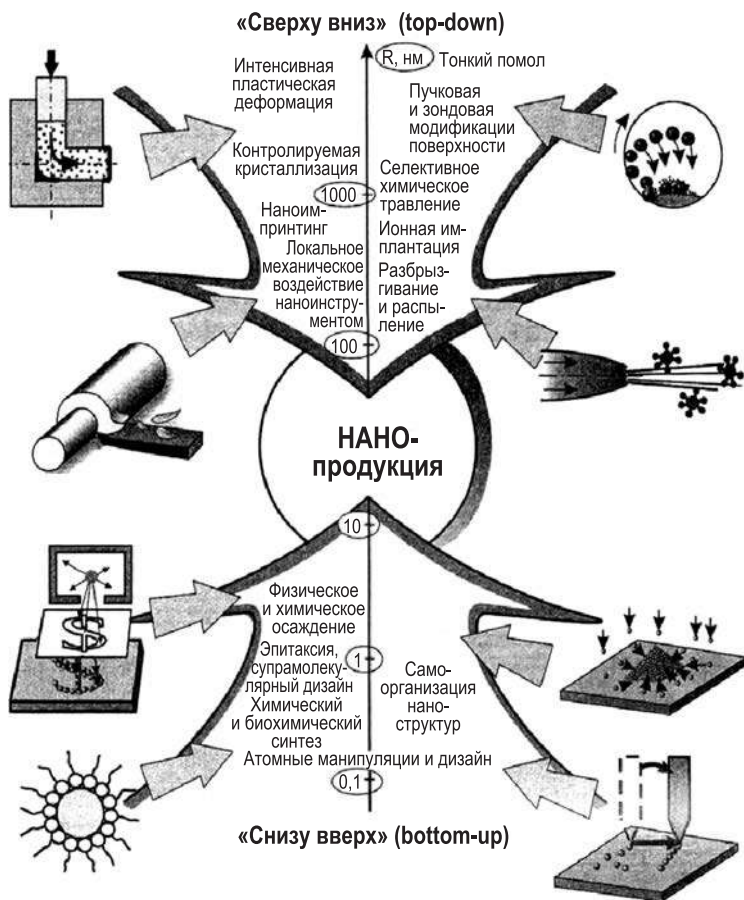 «Сверху вниз» (top-down)
R, нм
Тонкий помол
Интенсивная
пластическая
деформация
Пучковая
и зондовая
модификации
поверхности
Контролируемая
кристаллизация
1000
Селективное
химическое
травление
Наноим-
принтинг
Ионная им-
плантация
Локальное
механическое
воздействие
наноинстру-
ментом
Разбрыз-
гивание
и распы-
ление
100
НАНО-
продукция
10
Физическое
и химическое
осаждение
$
Эпитаксия,
супрамолеку-
лярный дизайн
1
Химический
и биохимический
синтез
Само-
организация
нано-
структур
Атомные манипуляции и дизайн
0,1
«Снизу вверх» (bottom-up)